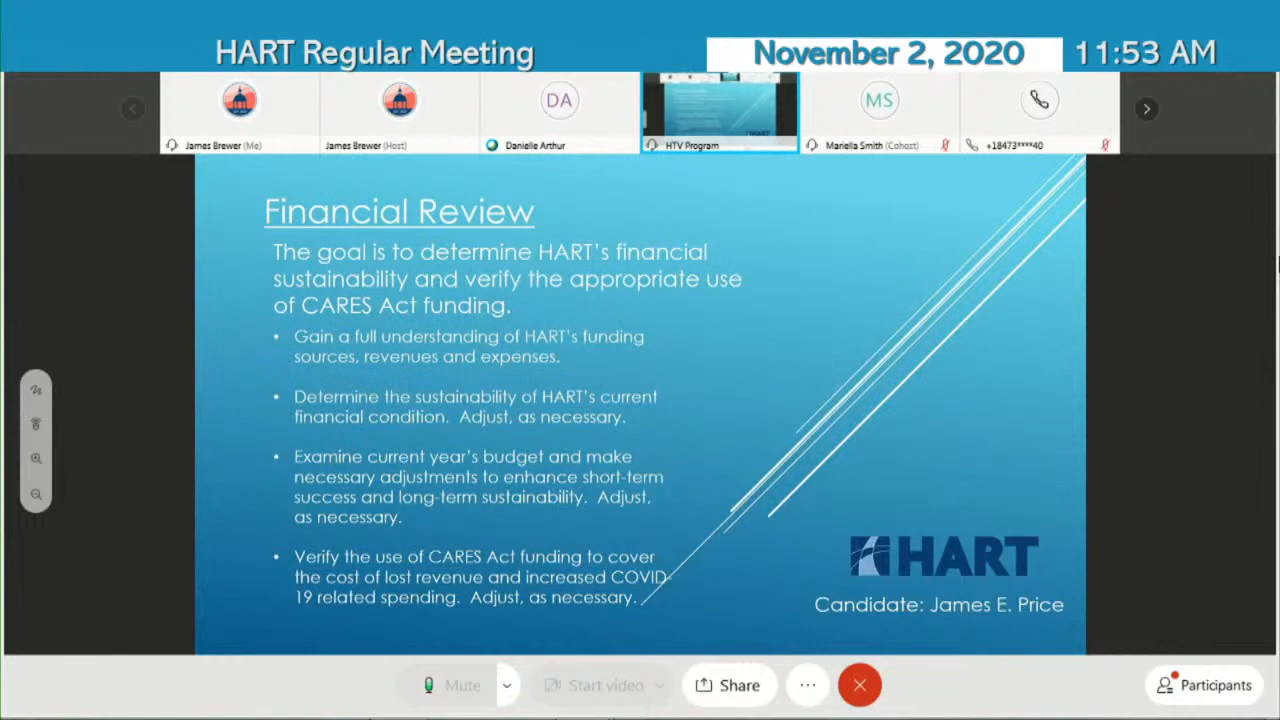 HART Regular Meeting
November 2, 2020
11:53 AM
DA
MS
James Brewer (Me)
James Brewer (Host)
Danielle Arthur
HTV Program
Mariella Smith (Cohost)
+18473****40
Financial Review
The goal is to determine HART's financial
sustainability and verify the appropriate use
of CARES Act funding.
• Gain a full understanding of HART's funding
sources, revenues and expenses.
• Determine the sustainability of HART's current
financial condition. Adjust, as necessary.
• Examine current year's budget and make
necessary adjustments to enhance short-term
success and long-term sustainability. Adjust,
as necessary.
• Verify the use of CARES Act funding to cover
the cost of lost revenue and increased COVID-
19 related spending. Adjust, as necessary.
HART
Candidate: James E. Price
Mute
Start video
Share
Participants